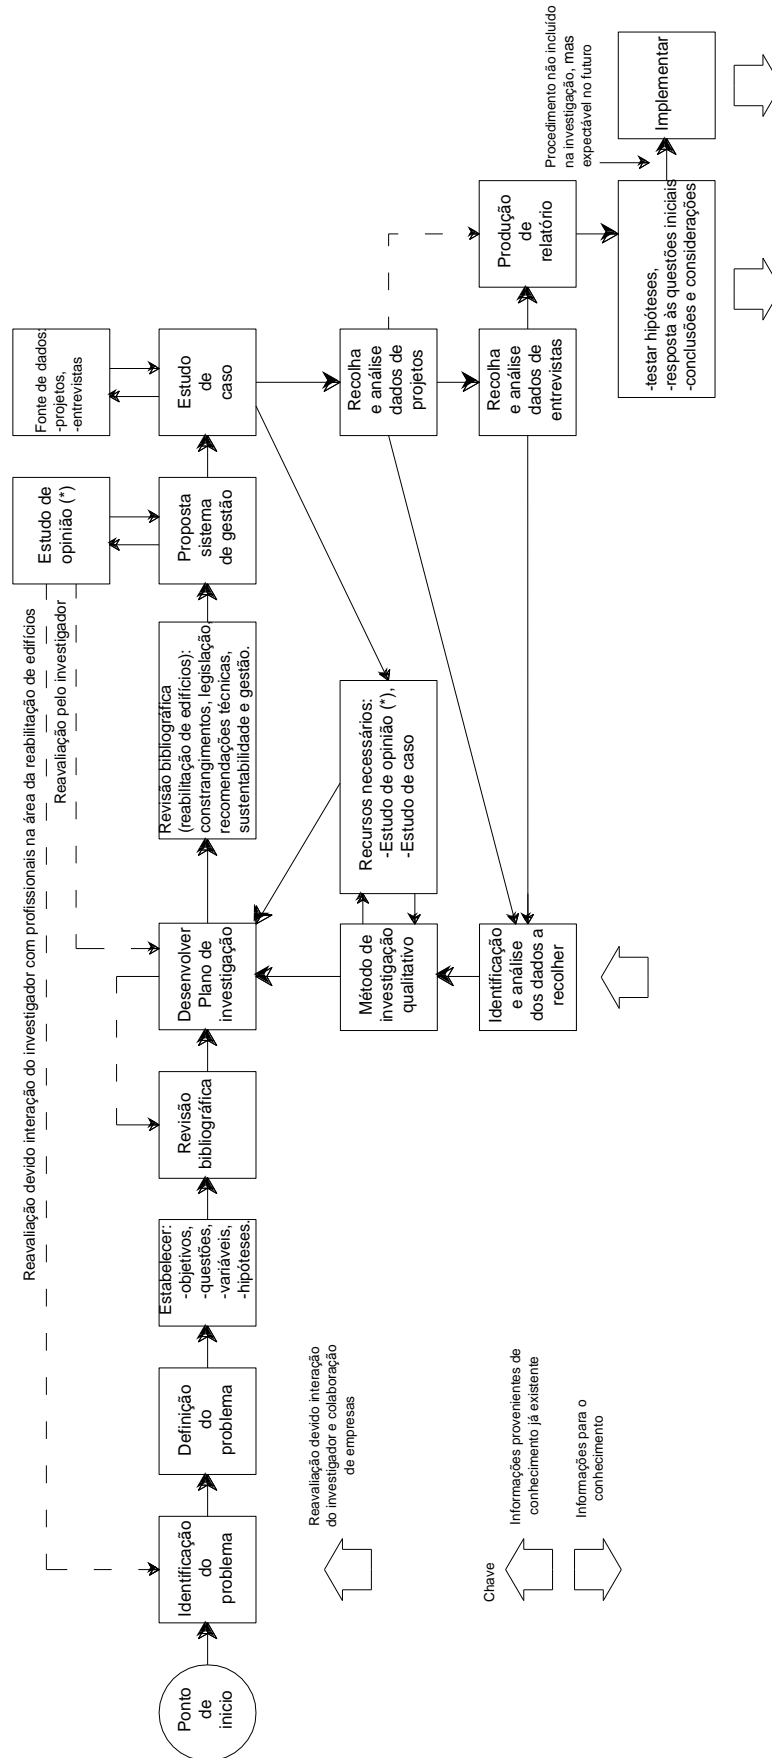 Reavaliação devido interação do investigador com profissionais na área da reabilitação de edifícios
Reavaliação pelo investigador
Estudo de
opinião (*)
Fonte de dados:
-projetos,
-entrevistas
Ponto
de
inicio
Identificação
do
problema
Definição
do
problema
Estabelecer:
-objetivos,
-questões,
-variáveis,
-hipóteses.
Revisão
bibliográfica
Desenvolver
Plano de
investigação
Revisão bibliográfica
(reabilitação de edifícios):
constrangimentos, legislação,
recomendações técnicas,
sustentabilidade e gestão.
Proposta
sistema
de gestão
Estudo
de
caso
Reavaliação devido interação
do investigador e colaboração
de empresas
Método de
investigação
qualitativo
Recursos necessários:
-Estudo de opinião (*),
-Estudo de caso
Recolha
e análise
dados de
projetos
Chave
Informações provenientes de
conhecimento já existente
Informações para o
conhecimento
Identificação
e análise
dos dados a
recolher
Recolha
e análise
dados de
entrevistas
Produção
de
relatório
Procedimento não incluído
na investigação, mas
expectável no futuro
-testar hipóteses,
-resposta às questões iniciais
-conclusões e considerações
Implementar